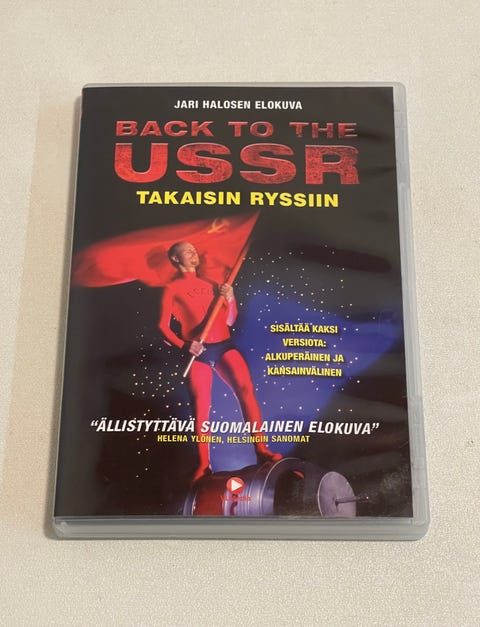 JARI HALOSEN ELOKUVA
BACK TO THE
USSR
TAKAISIN RYSSIIN
SISÄLTÄÄ KAKSI
VERSIOTA:
ALKUPERÄINEN JA
KANSAINVÄLINEN
“ÄLLISTYTTÄVÄ SUOMALAINEN ELOKUVA”
HELENA YLÖNEN, HELSINGIN SANOMAT